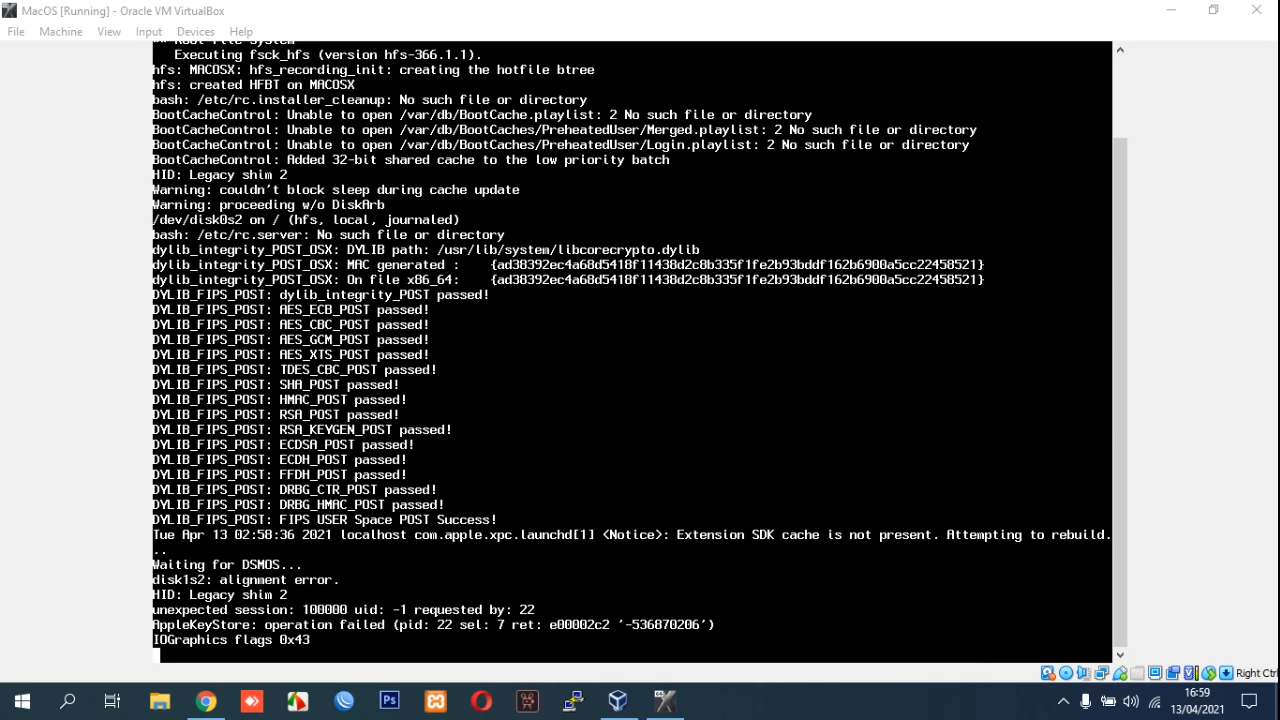 MacOS [Running] - Oracle VM VirtualBox
File Machine View Input Devices Help
** Root file system
Executing fsck_hfs (version hfs-366.1.1).
hfs: MACOSX: hfs_recording_init: creating the hotfile btree
hfs: created HFBT on MACOSX
bash: /etc/rc.installer_cleanup: No such file or directory
BootCacheControl: Unable to open /var/db/BootCache.playlist: 2 No such file or directory
BootCacheControl: Unable to open /var/db/BootCaches/PreheatedUser/Merged.playlist: 2 No such file or directory
BootCacheControl: Unable to open /var/db/BootCaches/PreheatedUser/Login.playlist: 2 No such file or directory
BootCacheControl: Added 32-bit shared cache to the low priority batch
HID: Legacy shim 2
Warning: couldn't block sleep during cache update
Warning: proceeding w/o DiskArb
/dev/disk0s2 on / (hfs, local, journaled)
bash: /etc/rc.server: No such file or directory
dylib_integrity_POST_OSX: DYLIB path: /usr/lib/system/libcorecrypto.dylib
dylib_integrity_POST_OSX: MAC generated : {ad38392ec4a68d5418f11438d2c8b335f1fe2b93bddf162b6900a5cc22458521}
dylib_integrity_POST_OSX: On file x86_64: {ad38392ec4a68d5418f11438d2c8b335f1fe2b93bddf162b6900a5cc22458521}
DYLIB_FIPS_POST: dylib_integrity_POST passed!
DYLIB_FIPS_POST: AES_ECB_POST passed!
DYLIB_FIPS_POST: AES_CBC_POST passed!
DYLIB_FIPS_POST: AES_GCM_POST passed!
DYLIB_FIPS_POST: AES_XTS_POST passed!
DYLIB_FIPS_POST: TDES_CBC_POST passed!
DYLIB_FIPS_POST: SHA_POST passed!
DYLIB_FIPS_POST: HMAC_POST passed!
DYLIB_FIPS_POST: RSA_POST passed!
DYLIB_FIPS_POST: RSA_KEYGEN_POST passed!
DYLIB_FIPS_POST: ECDSA_POST passed!
DYLIB_FIPS_POST: ECDH_POST passed!
DYLIB_FIPS_POST: FFDH_POST passed!
DYLIB_FIPS_POST: DRBG_CTR_POST passed!
DYLIB_FIPS_POST: DRBG_HMAC_POST passed!
DYLIB_FIPS_POST: FIPS USER Space POST Success!
Tue Apr 13 02:58:36 2021 localhost com.apple.xpc.launchd[1] <Notice>: Extension SDK cache is not present. Attempting to rebuild.
..
Waiting for DSMOS...
disk1s2: alignment error.
HID: Legacy shim 2
unexpected session: 100000 uid: -1 requested by: 22
AppleKeyStore: operation failed (pid: 22 sel: 7 ret: e00002c2 '-536870206')
IOGraphics flags 0x43
Right Ctrl
Ps
16:59
13/04/2021